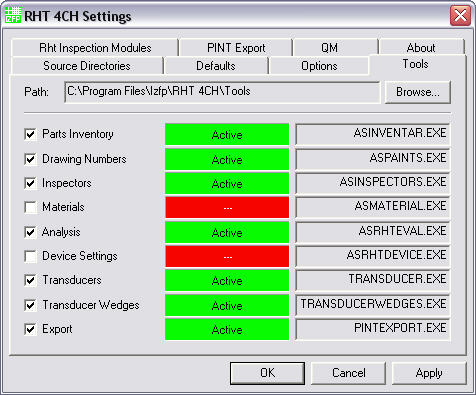 IZFP RHT 4CH Settings
Rht Inspection Modules PINT Export QM About
Source Directories Defaults Options Tools
Path: C:\Program Files\Izfp\RHT 4CH\Tools Browse...
Parts Inventory Active ASINVENTAR.EXE
Drawing Numbers Active ASPAINTS.EXE
Inspectors Active ASINSPECTORS.EXE
Materials --- ASMATERIAL.EXE
Analysis Active ASRHTEVAL.EXE
Device Settings --- ASRHTDEVICE.EXE
Transducers Active TRANSDUCER.EXE
Transducer Wedges Active TRANSDUCERWEDGES.EXE
Export Active PINTEXPORT.EXE
OK Cancel Apply